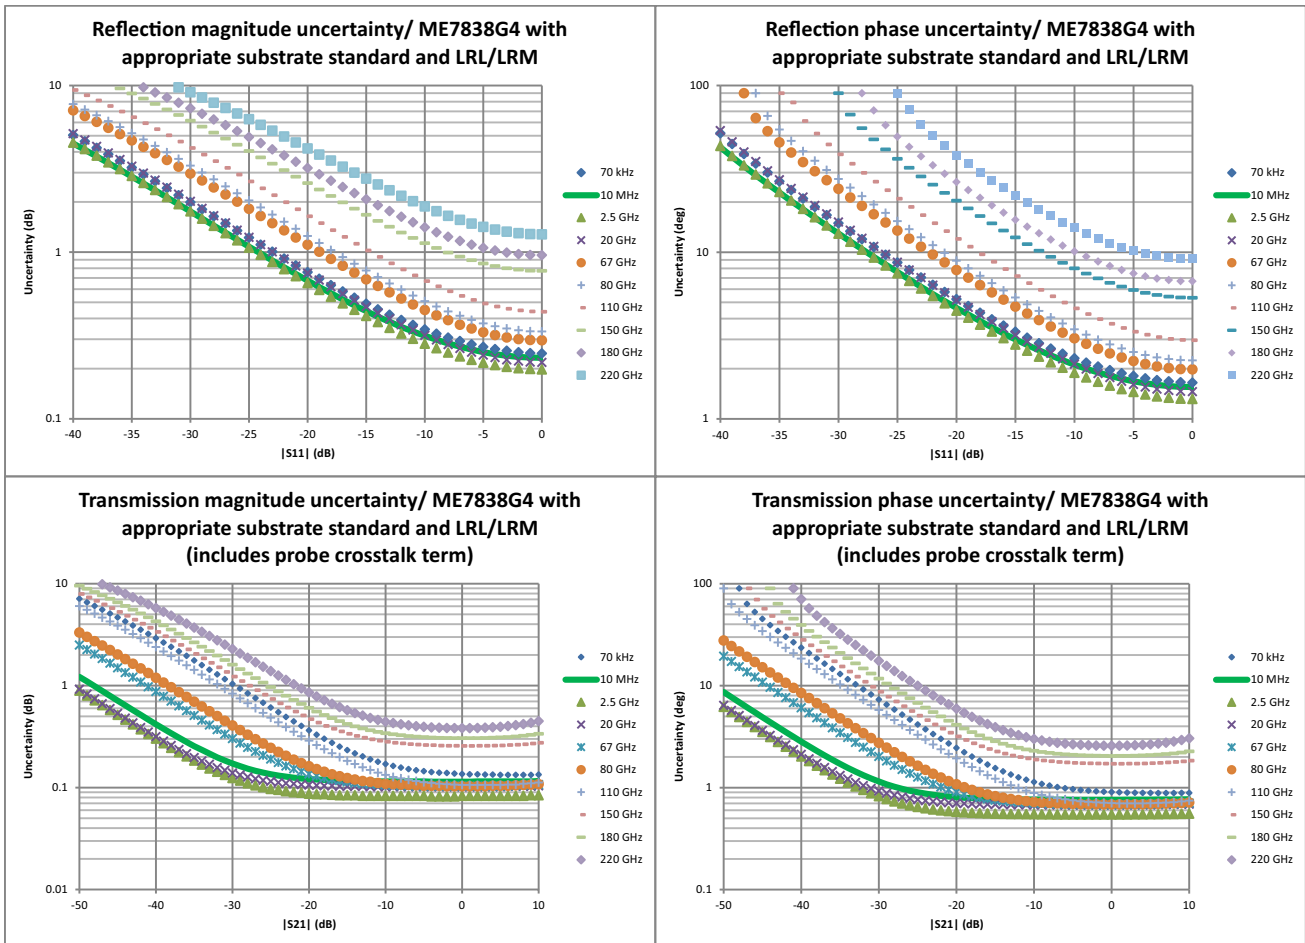 Reflection magnitude uncertainty/ ME7838G4 with
appropriate substrate standard and LRL/LRM
10
1
0.1
Uncertainty (dB)
-40 -35 -30 -25 -20 -15 -10 -5 0
|S11| (dB)
70 kHz
10 MHz
2.5 GHz
20 GHz
67 GHz
80 GHz
110 GHz
150 GHz
180 GHz
220 GHz
Reflection phase uncertainty/ ME7838G4 with
appropriate substrate standard and LRL/LRM
100
10
1
Uncertainty (deg)
-40 -35 -30 -25 -20 -15 -10 -5 0
|S11| (dB)
70 kHz
10 MHz
2.5 GHz
20 GHz
67 GHz
80 GHz
110 GHz
150 GHz
180 GHz
220 GHz
Transmission magnitude uncertainty/ ME7838G4 with
appropriate substrate standard and LRL/LRM
(includes probe crosstalk term)
10
1
0.1
0.01
Uncertainty (dB)
-50 -40 -30 -20 -10 0 10
|S21| (dB)
70 kHz
10 MHz
2.5 GHz
20 GHz
67 GHz
80 GHz
110 GHz
150 GHz
180 GHz
220 GHz
Transmission phase uncertainty/ ME7838G4 with
appropriate substrate standard and LRL/LRM
(includes probe crosstalk term)
100
10
1
0.1
Uncertainty (deg)
-50 -40 -30 -20 -10 0 10
|S21| (dB)
70 kHz
10 MHz
2.5 GHz
20 GHz
67 GHz
80 GHz
110 GHz
150 GHz
180 GHz
220 GHz